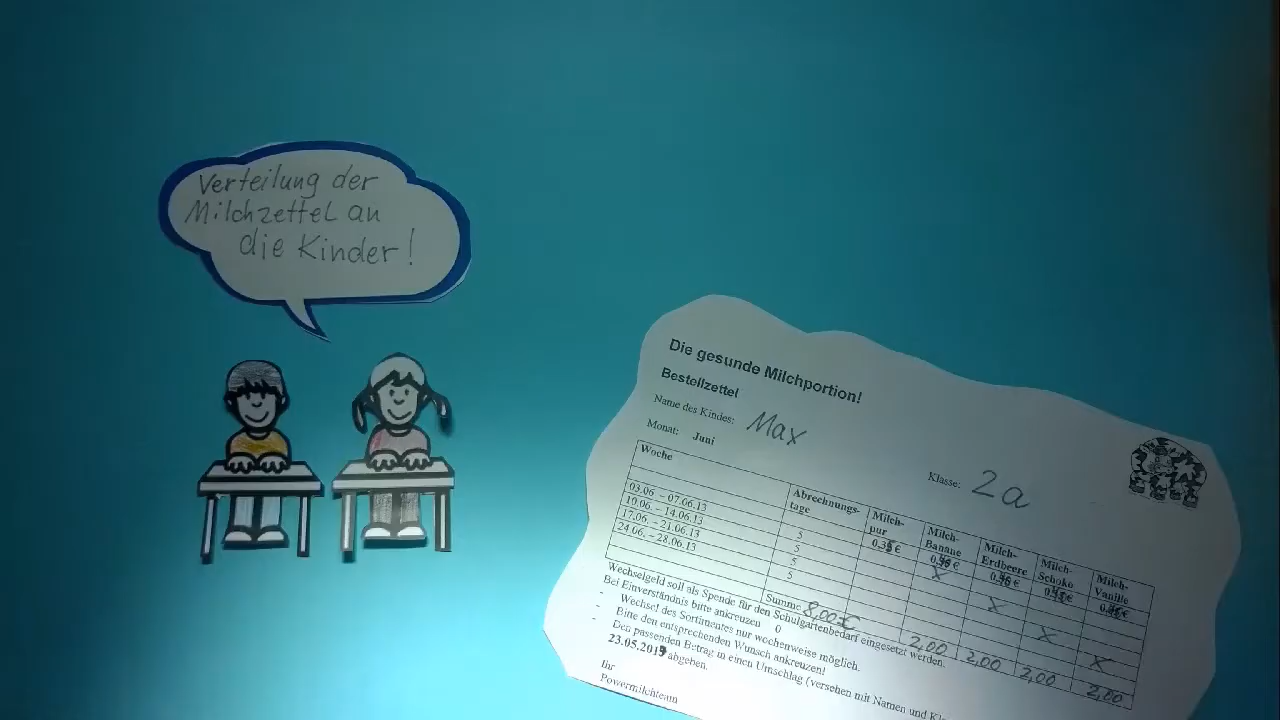 Verteilung der
Milchzettel an
die Kinder!
Die gesunde Milchportion!
Bestellzettel
Name des Kindes: Max
Monat: Juni
Klasse: 2a
Woche Abrechnungs-tage Milch-pur Milch-Banane Milch-Erdbeere Milch-Schoko Milch-Vanille
03.06. – 07.06.13 5 X
10.06. – 14.06.13 5 X
17.06. – 21.06.13 5 X
24.06. – 28.06.13 5 X
Summe 8,00 € 2,00 2,00 2,00 2,00
Wechselgeld soll als Spende für den Schulgartenbedarf eingesetzt werden.
Bei Einverständnis bitte ankreuzen 0
- Wechsel des Sortimentes nur wochenweise möglich.
- Bitte den entsprechenden Wunsch ankreuzen!
- Den passenden Betrag in einen Umschlag (versehen mit Namen und
23.05.201 abgeben.
Ihr
Powermilchteam